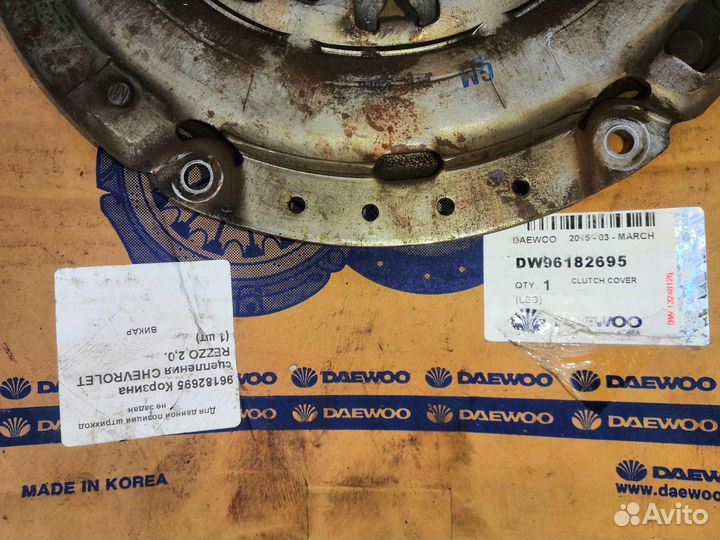 GM
DAEWOO 2015-03-MARCH
DW96182695
QTY. 1 CLUTCH COVER
DAEWOO
Для данной позиции штрихкод
не задан
96182695 Корзина
сцепления CHEVROLET
REZZO 2.0.
(1 шт)
ВИКАР
DAEWOO DAEWOO DAEWOO DAEWOO
DAEWOO DAEWOO DAEWOO DAEWOO
MADE IN KOREA
DAEWOO
www.daewoo
Avito